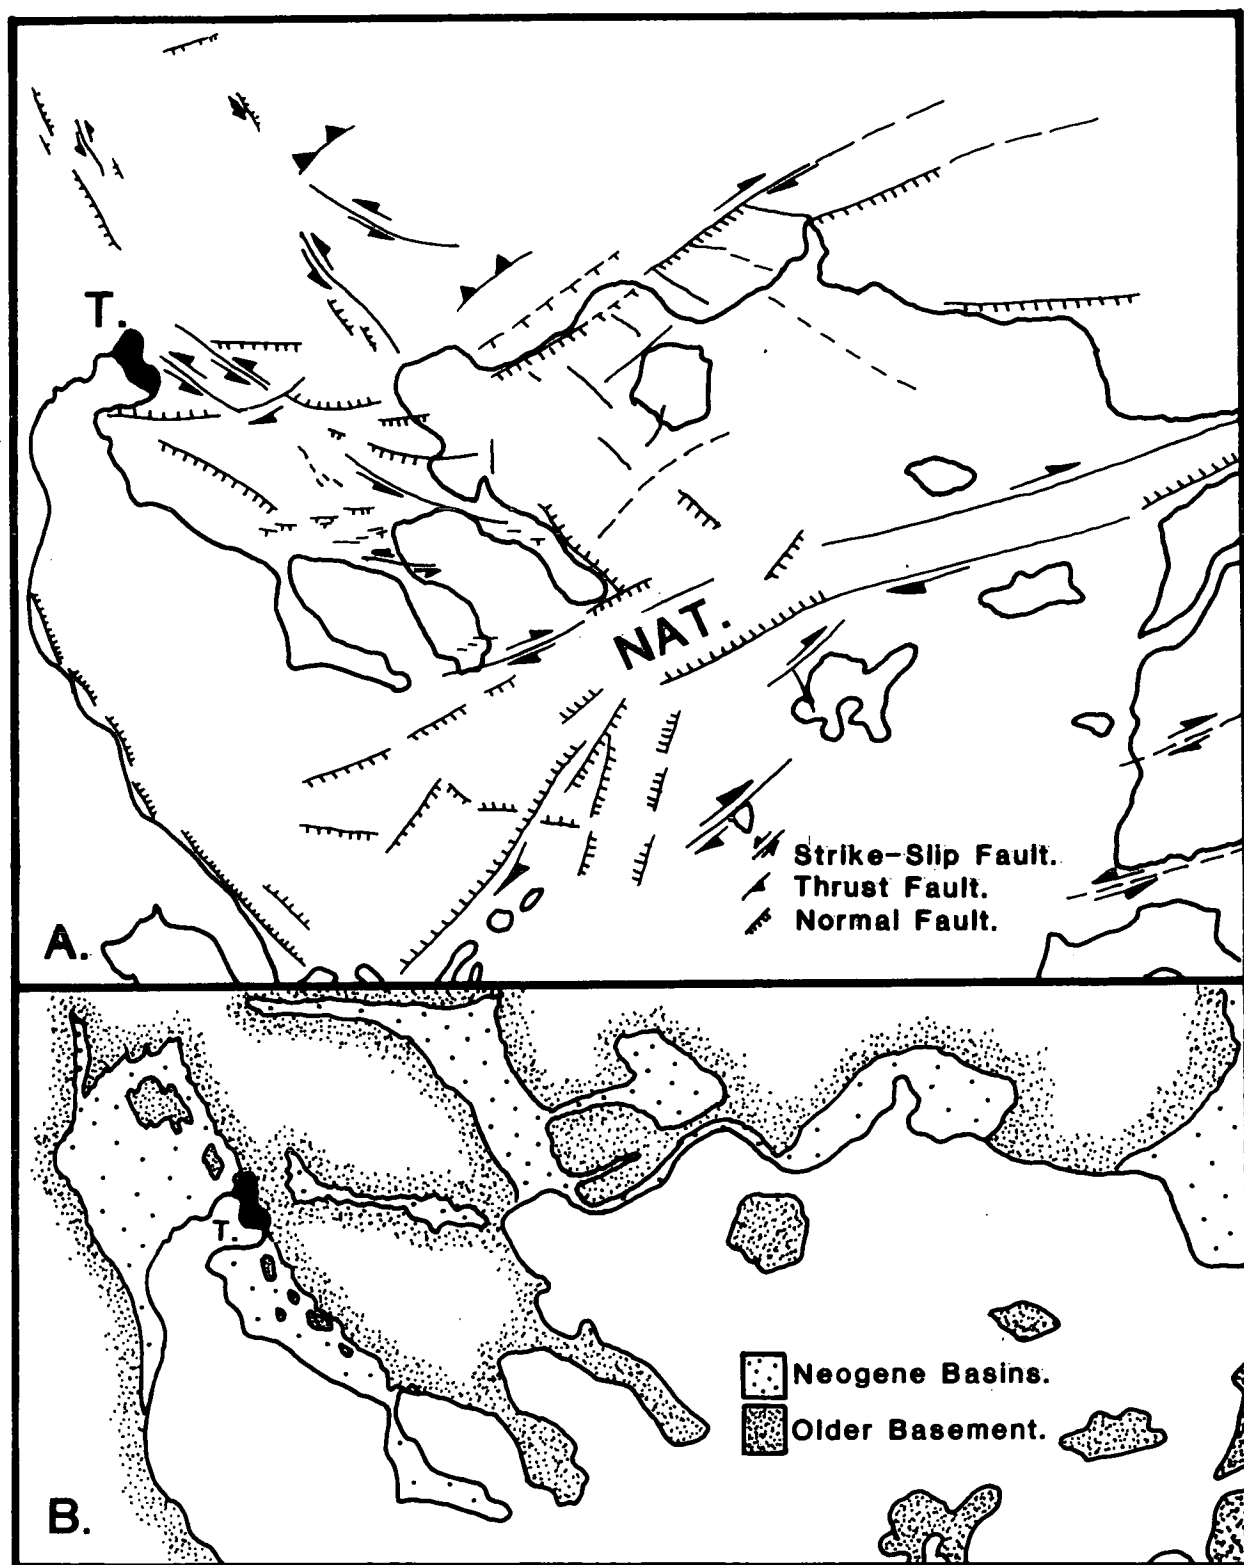 T.
NAT.
Strike-Slip Fault.
Thrust Fault.
Normal Fault.
A.
T.
Neogene Basins.
Older Basement.
B.